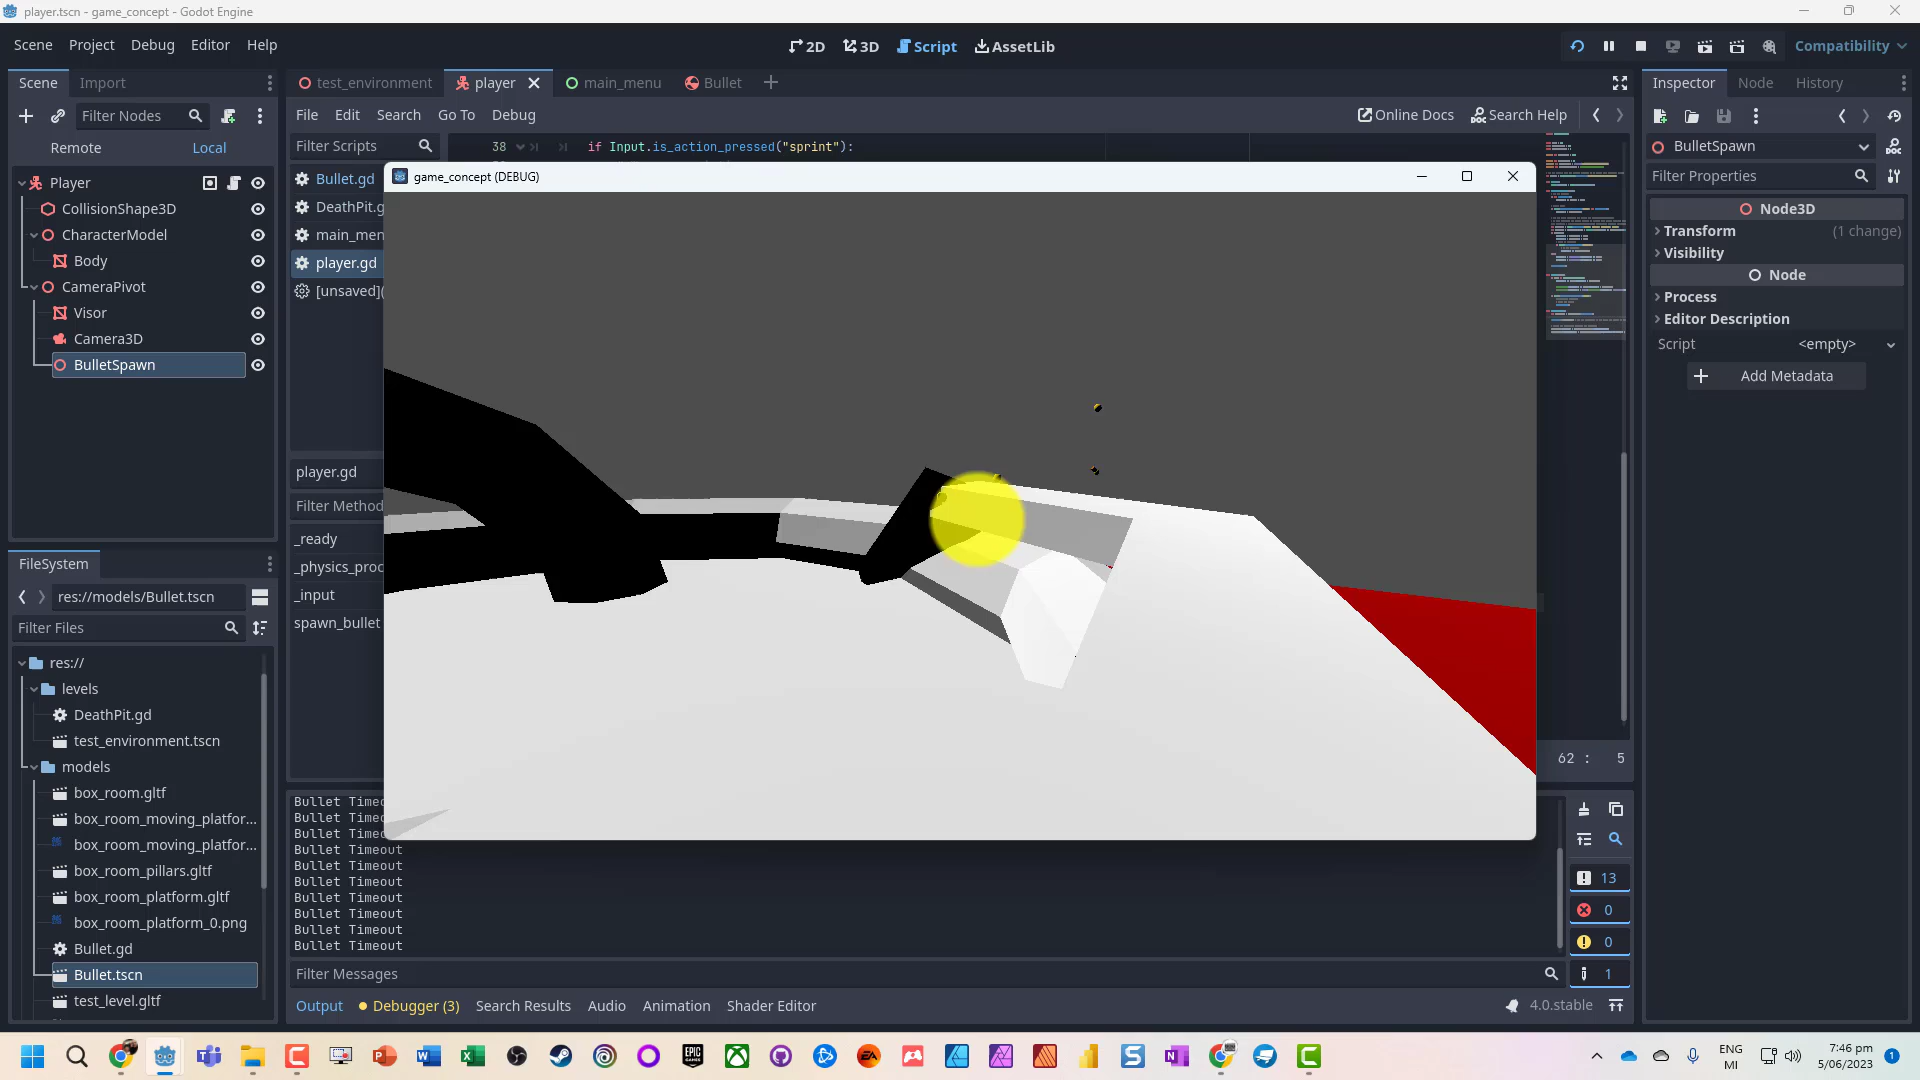 player.tscn - game_concept - Godot Engine
Scene Project Debug Editor Help
2D 3D Script AssetLib
Compatibility
Scene Import
test_environment player main_menu Bullet
Inspector Node History
Filter Nodes
File Edit Search Go To Debug
Online Docs Search Help
Remote Local
Filter Scripts
38 if Input.is_action_pressed("sprint"):
BulletSpawn
Filter Properties
game_concept (DEBUG)
Player
CollisionShape3D
CharacterModel
Body
CameraPivot
Visor
Camera3D
BulletSpawn
Bullet.gd
DeathPit.g
main_men
player.gd
[unsaved](
player.gd
Filter Method
_ready
_physics_proc
_input
spawn_bullet
Node3D
Transform (1 change)
Visibility
Node
Process
Editor Description
Script <empty>
Add Metadata
FileSystem
res://models/Bullet.tscn
Filter Files
res://
levels
DeathPit.gd
test_environment.tscn
models
box_room.gltf
box_room_moving_platfor...
box_room_moving_platfor...
box_room_pillars.gltf
box_room_platform.gltf
box_room_platform_0.png
Bullet.gd
Bullet.tscn
test_level.gltf
62 : 5
Bullet Timeo
Bullet Timeo
Bullet Timeo
Bullet Timeout
Bullet Timeout
Bullet Timeout
Bullet Timeout
Bullet Timeout
Bullet Timeout
Bullet Timeout
13
0
0
1
Filter Messages
Output Debugger (3) Search Results Audio Animation Shader Editor
4.0.stable
ENG
MI
7:46 pm
5/06/2023
1